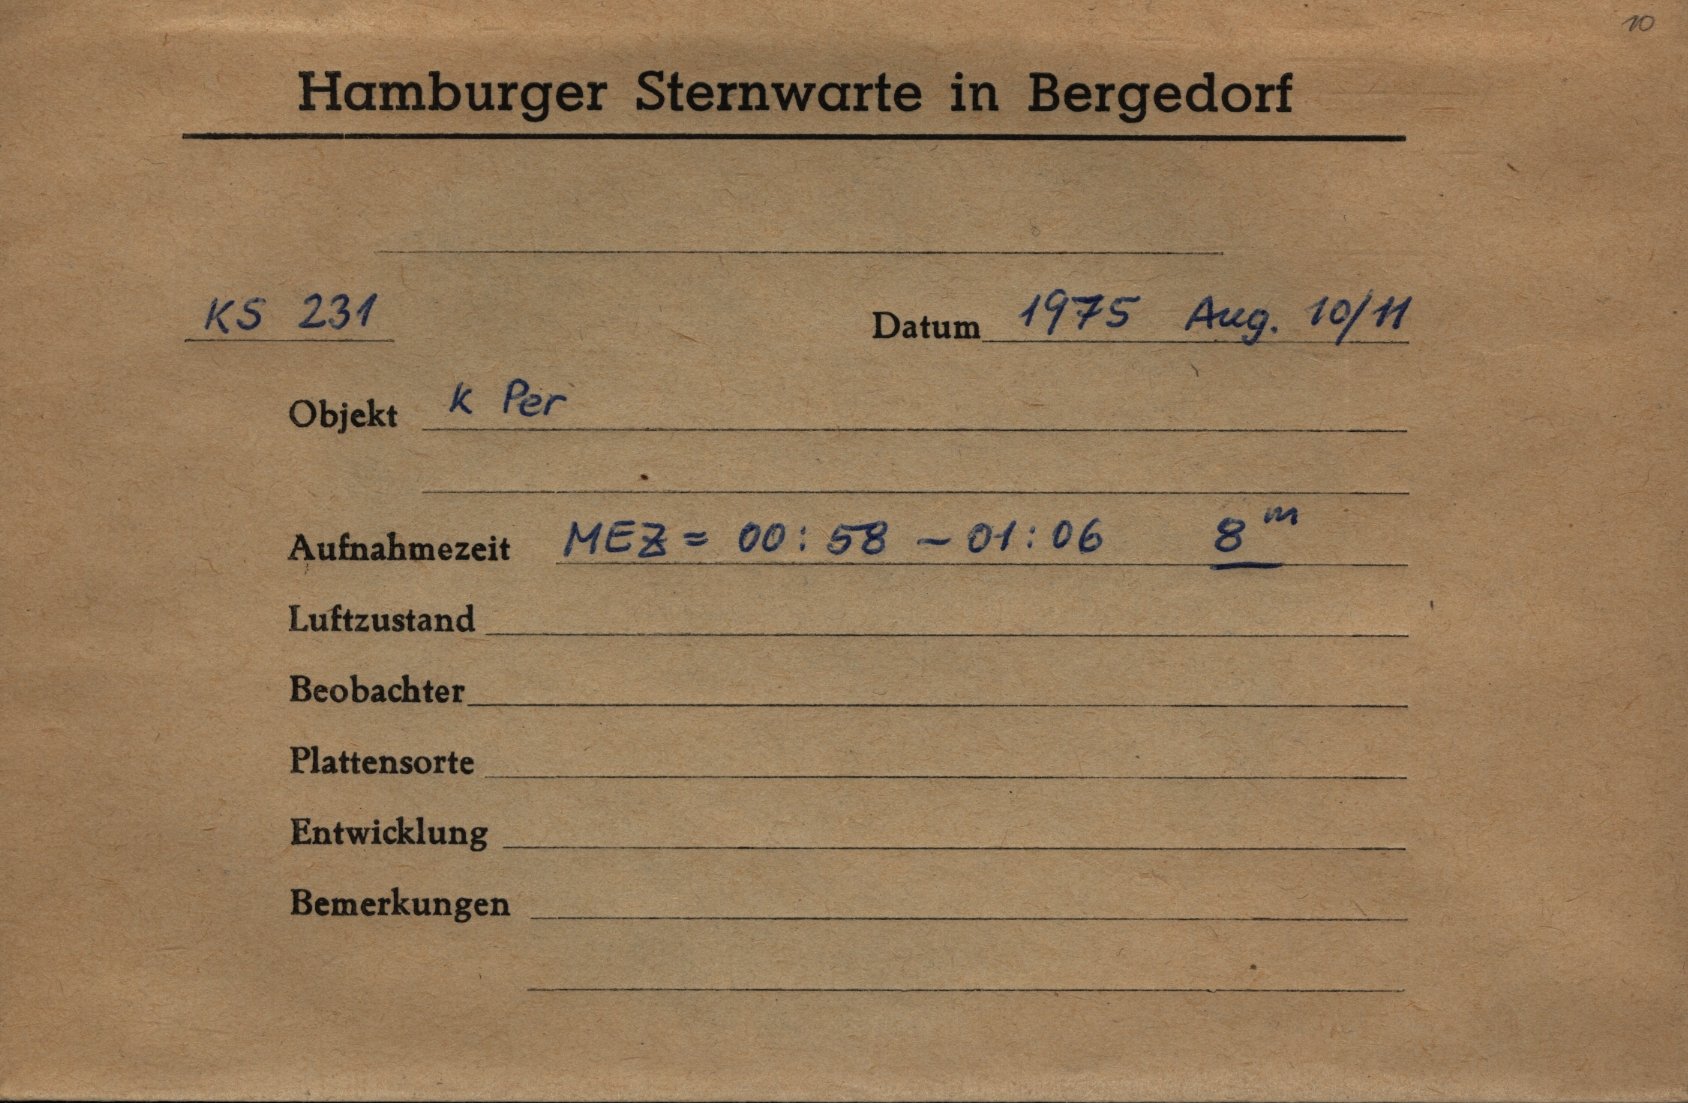 10
Hamburger Sternwarte in Bergedorf
KS 231 Datum 1975 Aug. 10/11
Objekt κ Per
Aufnahmezeit MEZ = 00:58 – 01:06 8ᵐ
Luftzustand
Beobachter
Plattensorte
Entwicklung
Bemerkungen